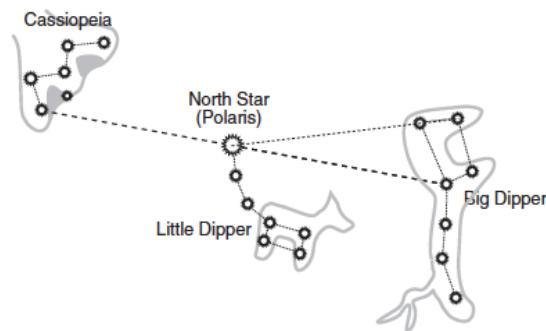 Cassiopeia
North Star
(Polaris)
Big Dipper
Little Dipper